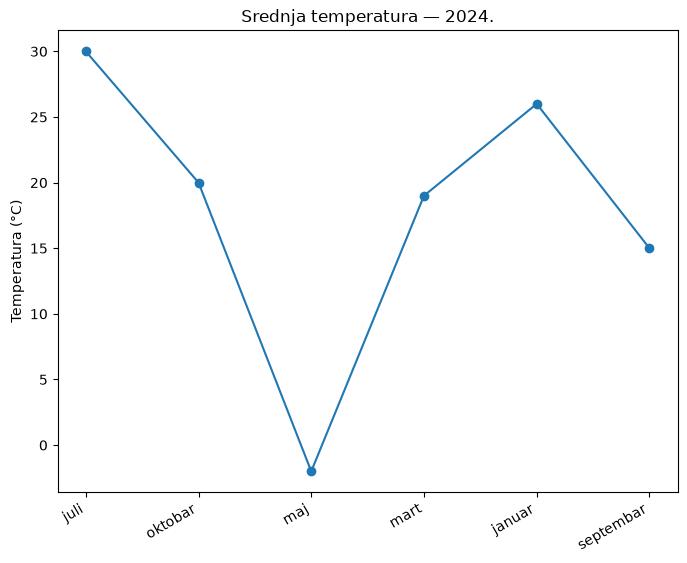 Srednja temperatura — 2024.
Temperatura (°C)
30
25
20
15
10
5
0
juli
oktobar
maj
mart
januar
septembar